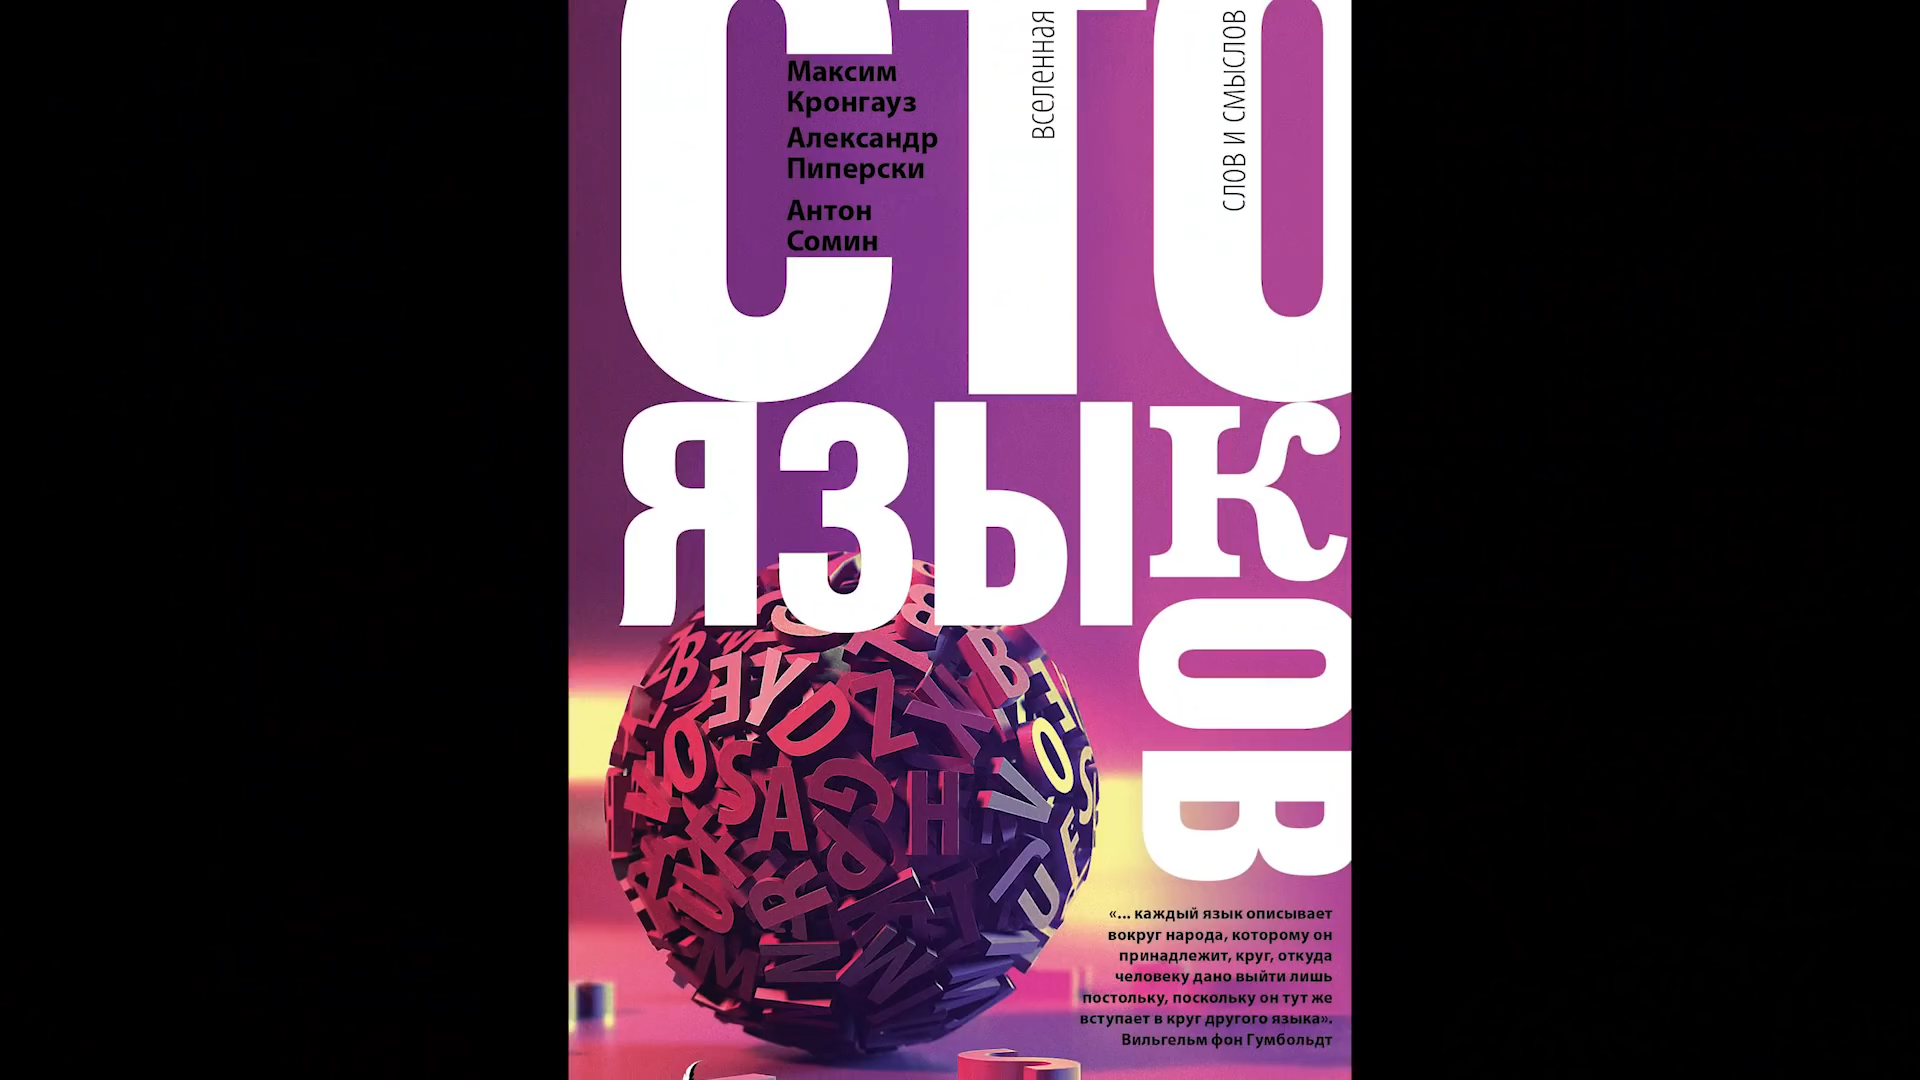 СТО
Максим
Кронгауз
Александр
Пиперски
Антон
Сомин
вселенная
слов и смыслов
ЯЗЫКОВ
«... каждый язык описывает
вокруг народа, которому он
принадлежит, круг, откуда
человеку дано выйти лишь
постольку, поскольку он тут же
вступает в круг другого языка».
Вильгельм фон Гумбольдт